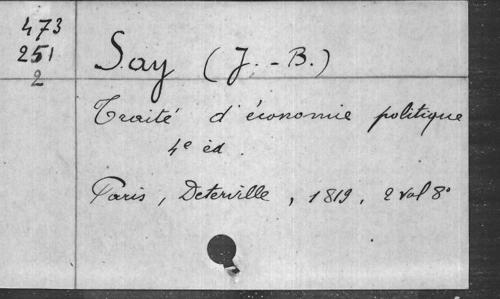 473
251
2
Say (J.-B.)
Traité d'économie politique
4e éd.
Paris, Deterville, 1819, 2 vol 8°